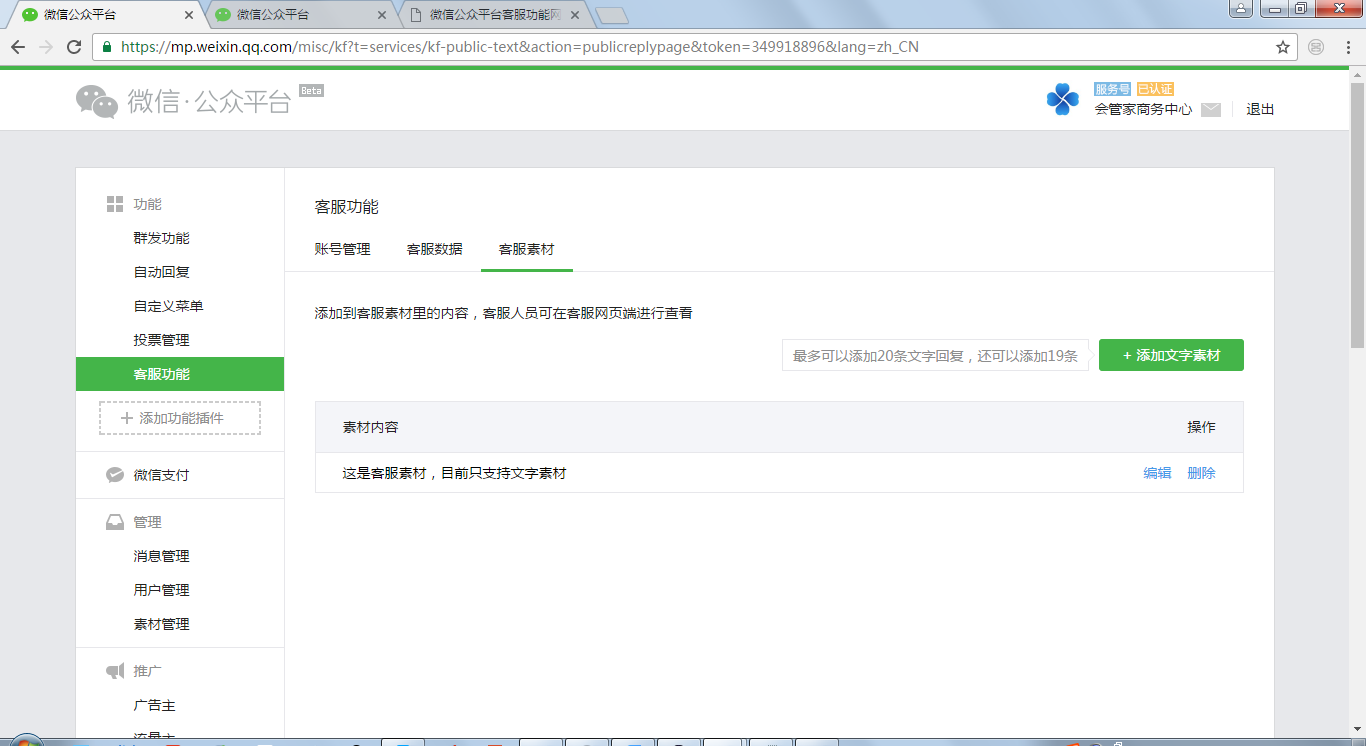 微信公众平台
微信公众平台
微信公众平台客服功能网
https://mp.weixin.qq.com/misc/kf?t=services/kf-public-text&action=publicreplypage&token=349918896&lang=zh_CN
微信·公众平台 Beta
服务号 已认证
会管家商务中心 退出
功能
群发功能
自动回复
自定义菜单
投票管理
客服功能
+ 添加功能插件
微信支付
管理
消息管理
用户管理
素材管理
推广
广告主
流量主
客服功能
账号管理 客服数据 客服素材
添加到客服素材里的内容，客服人员可在客服网页端进行查看
最多可以添加20条文字回复，还可以添加19条
+ 添加文字素材
素材内容 操作
这是客服素材，目前只支持文字素材 编辑 删除